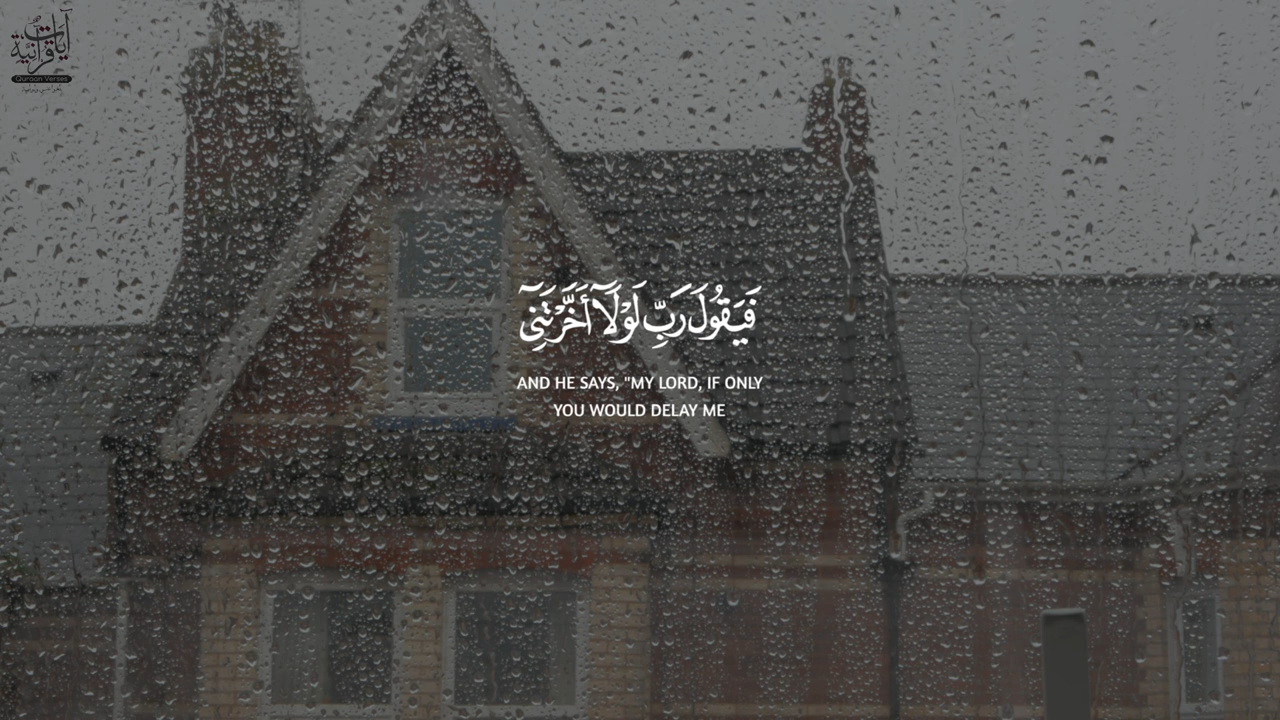 آيات
قرآنية
Quraan Verses
فَيَقُولَ رَبِّ لَوْلَآ أَخَّرْتَنِىٓ
AND HE SAYS, "MY LORD, IF ONLY
YOU WOULD DELAY ME